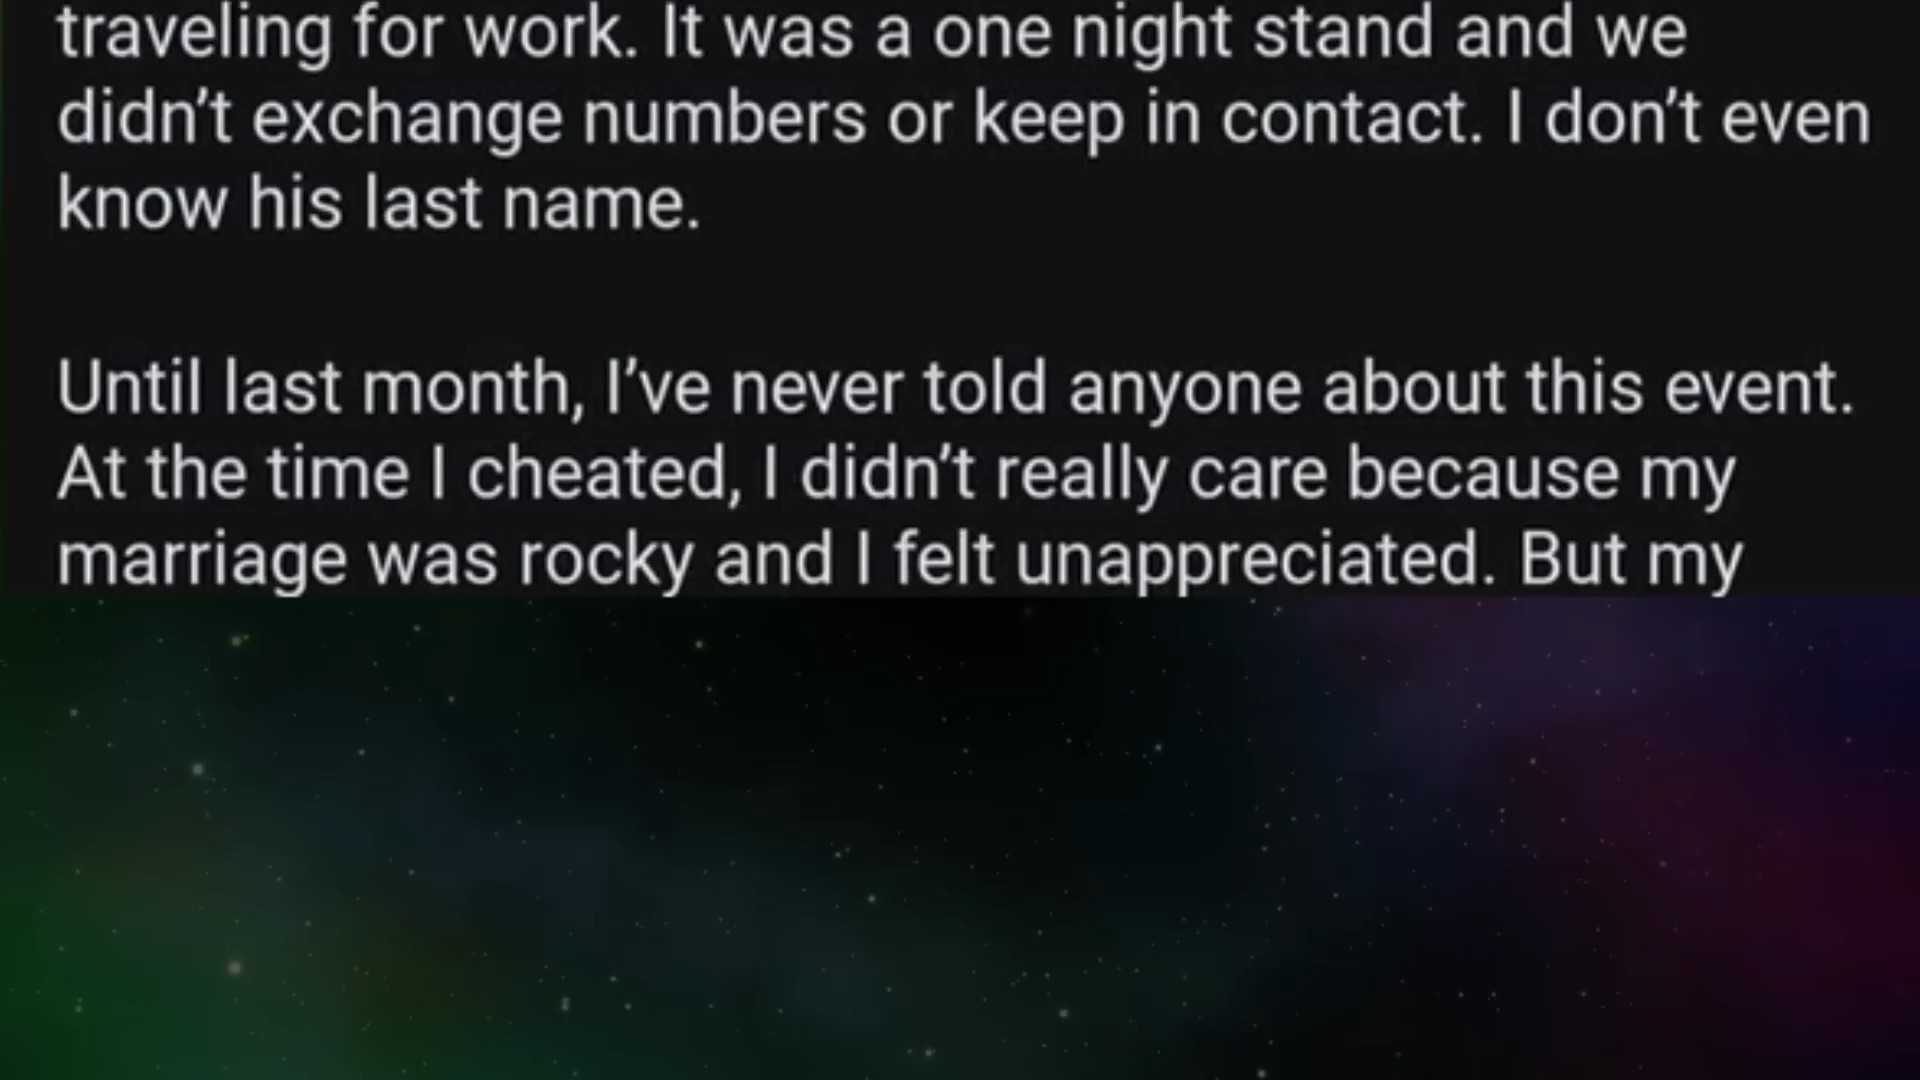 traveling for work. It was a one night stand and we
didn’t exchange numbers or keep in contact. I don’t even
know his last name.
Until last month, I’ve never told anyone about this event.
At the time I cheated, I didn’t really care because my
marriage was rocky and I felt unappreciated. But my